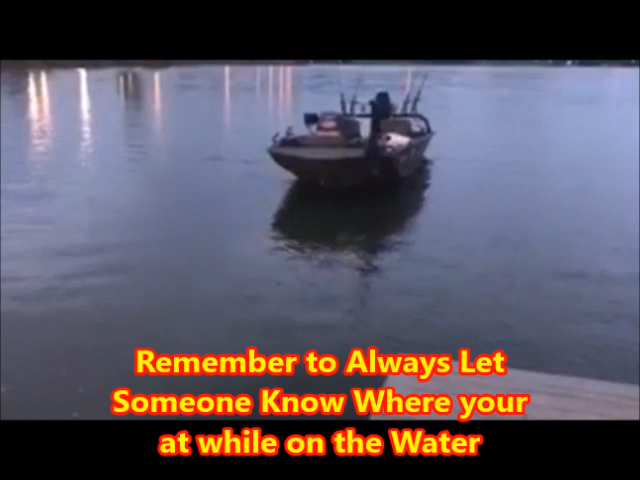 Remember to Always Let
Someone Know Where your
at while on the Water